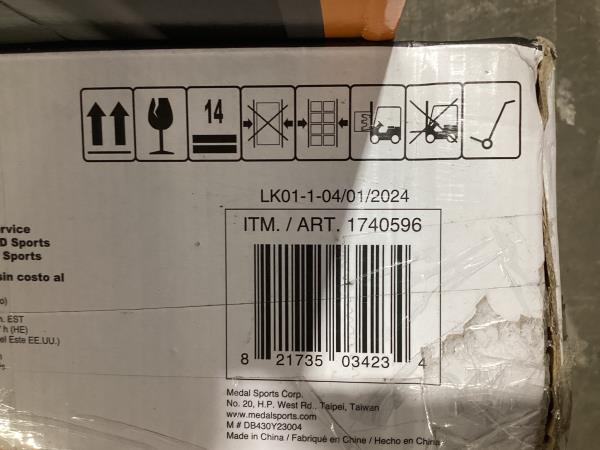 14
LK01-1-04/01/2024
ITM. / ART. 1740596
8 21735 03423 4
rvice
D Sports
Sports
sin costo al
o)
n. EST
h (HE)
el Este EE.UU.)
Medal Sports Corp.
No. 20, H.P. West Rd., Taipei, Taiwan
www.medalsports.com
M # DB430Y23004
Made in China / Fabriqué en Chine / Hecho en China